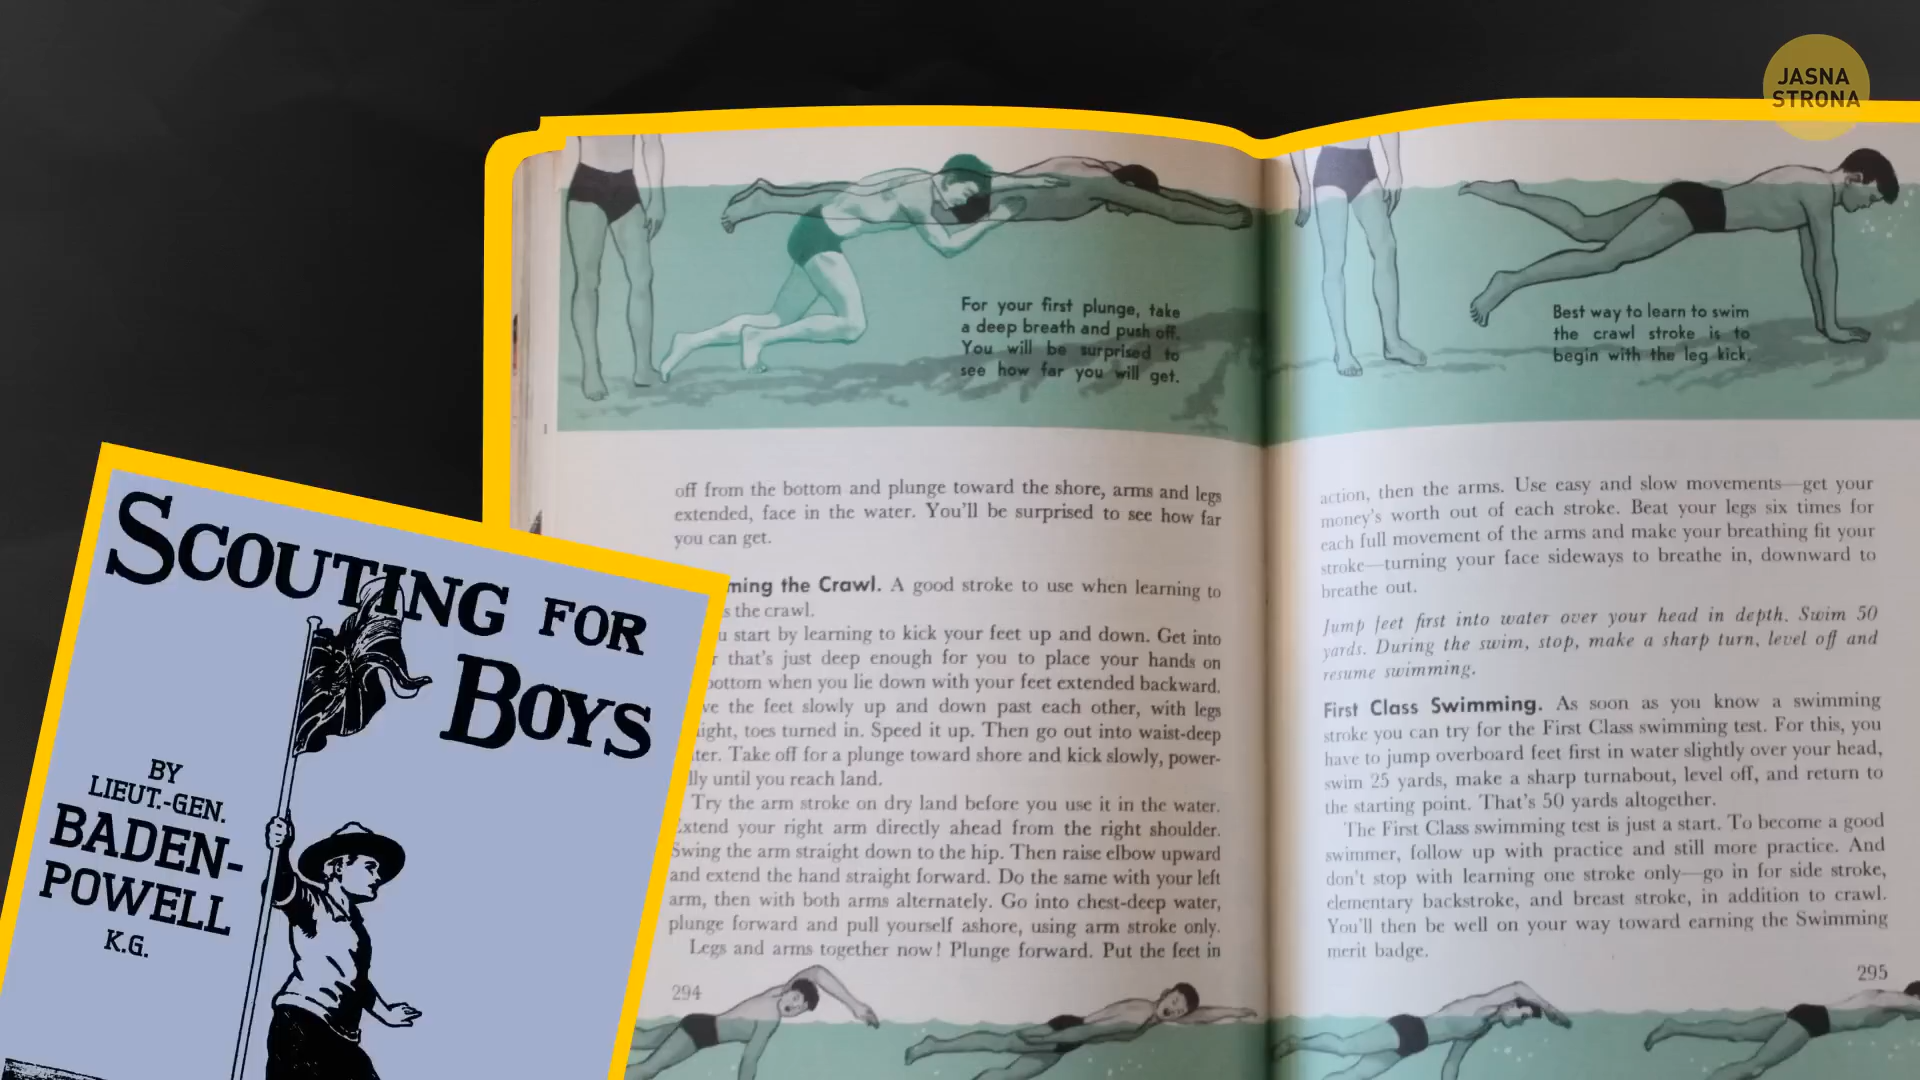 JASNA
STRONA
For your first plunge, take
a deep breath and push off.
You will be surprised to
see how far you will get.
Best way to learn to swim
the crawl stroke is to
begin with the leg kick.
off from the bottom and plunge toward the shore, arms and legs
extended, face in the water. You'll be surprised to see how far
you can get.
the Crawl. A good stroke to use when learning to
the crawl.
start by learning to kick your feet up and down. Get into
that's just deep enough for you to place your hands on
when you lie down with your feet extended backward.
the feet slowly up and down past each other, with legs
toes turned in. Speed it up. Then go out into waist-deep
Take off for a plunge toward shore and kick slowly, power-
until you reach land.
Try the arm stroke on dry land before you use it in the water.
Extend your right arm directly ahead from the right shoulder.
Swing the arm straight down to the hip. Then raise elbow upward
and extend the hand straight forward. Do the same with your left
arm, then with both arms alternately. Go into chest-deep water,
plunge forward and pull yourself ashore, using arm stroke only.
Legs and arms together now! Plunge forward. Put the feet in
294
action, then the arms. Use easy and slow movements—get your
money's worth out of each stroke. Beat your legs six times for
each full movement of the arms and make your breathing fit your
stroke—turning your face sideways to breathe in, downward to
breathe out.
Jump feet first into water over your head in depth. Swim 50
yards. During the swim, stop, make a sharp turn, level off and
resume swimming.
First Class Swimming. As soon as you know a swimming
stroke you can try for the First Class swimming test. For this, you
have to jump overboard feet first in water slightly over your head,
swim 25 yards, make a sharp turnabout, level off, and return to
the starting point. That's 50 yards altogether.
The First Class swimming test is just a start. To become a good
swimmer, follow up with practice and still more practice. And
don't stop with learning one stroke only—go in for side stroke,
elementary backstroke, and breast stroke, in addition to crawl.
You'll then be well on your way toward earning the Swimming
merit badge.
295
SCOUTING FOR
BOYS
BY
LIEUT.-GEN.
BADEN-
POWELL
K.G.